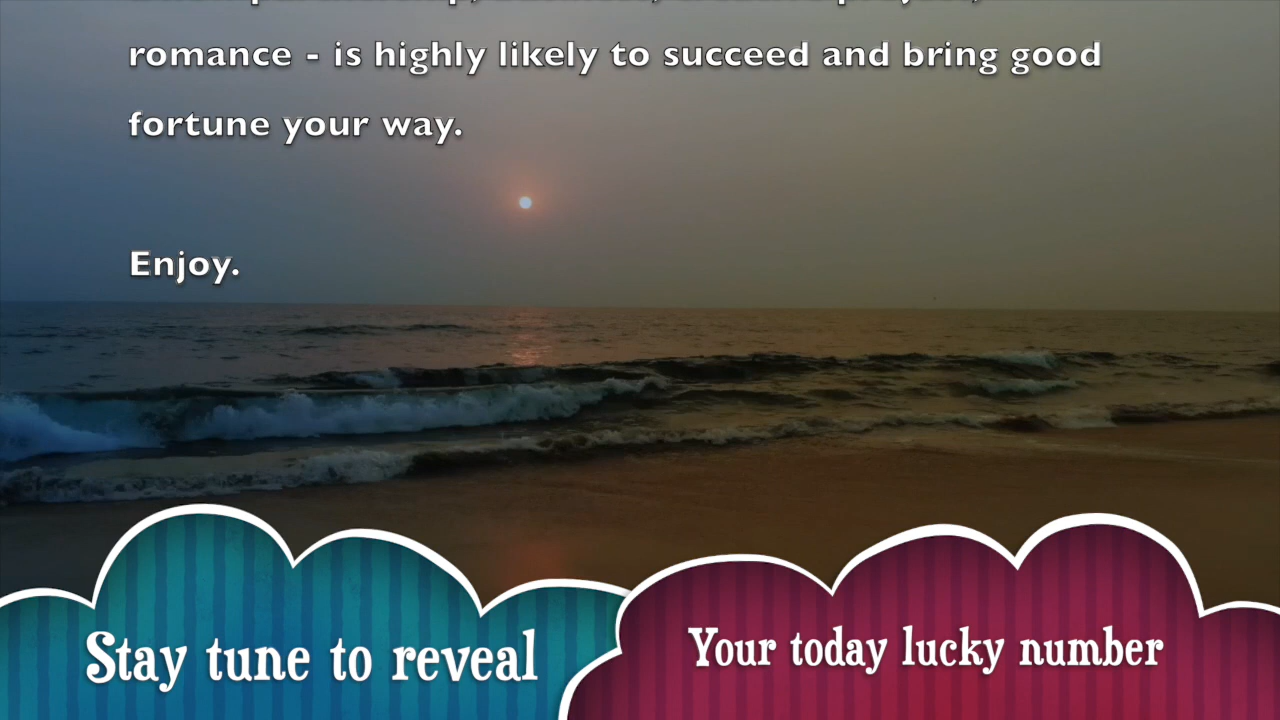 romance - is highly likely to succeed and bring good
fortune your way.
Enjoy.
Stay tune to reveal
Your today lucky number